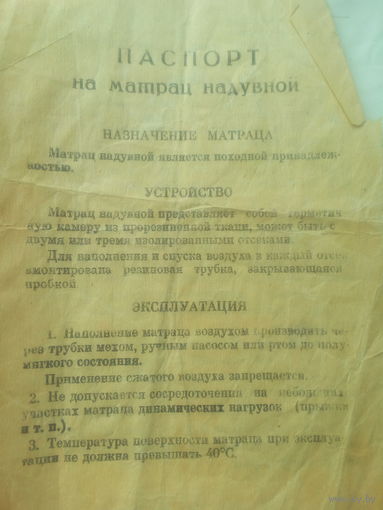 ПАСПОРТ
на матрац надувной
НАЗНАЧЕНИЕ МАТРАЦА
Матрац надувной является походной принадлеж-
ностью.
УСТРОЙСТВО
Матрац надувной представляет собой герметич-
ную камеру из прорезиненной ткани, может быть с
двумя или тремя изолированными отсеками.
Для наполнения и спуска воздуха в каждый отсек
вмонтирована резиновая трубка, закрывающаяся
пробкой.
ЭКСПЛУАТАЦИЯ
1. Наполнение матраца воздухом производить че-
рез трубки мехом, ручным насосом или ртом до полу-
мягкого состояния.
Применение сжатого воздуха запрещается.
2. Не допускается сосредоточения на небольших
участках матраца динамических нагрузок (прыжки
и т. п.).
3. Температура поверхности матраца при эксплуа-
тации не должна превышать 40°С.